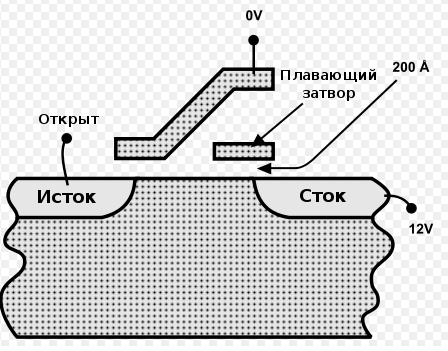 0V
Плавающий
затвор
200 Å
Открыт
Исток
Сток
12V